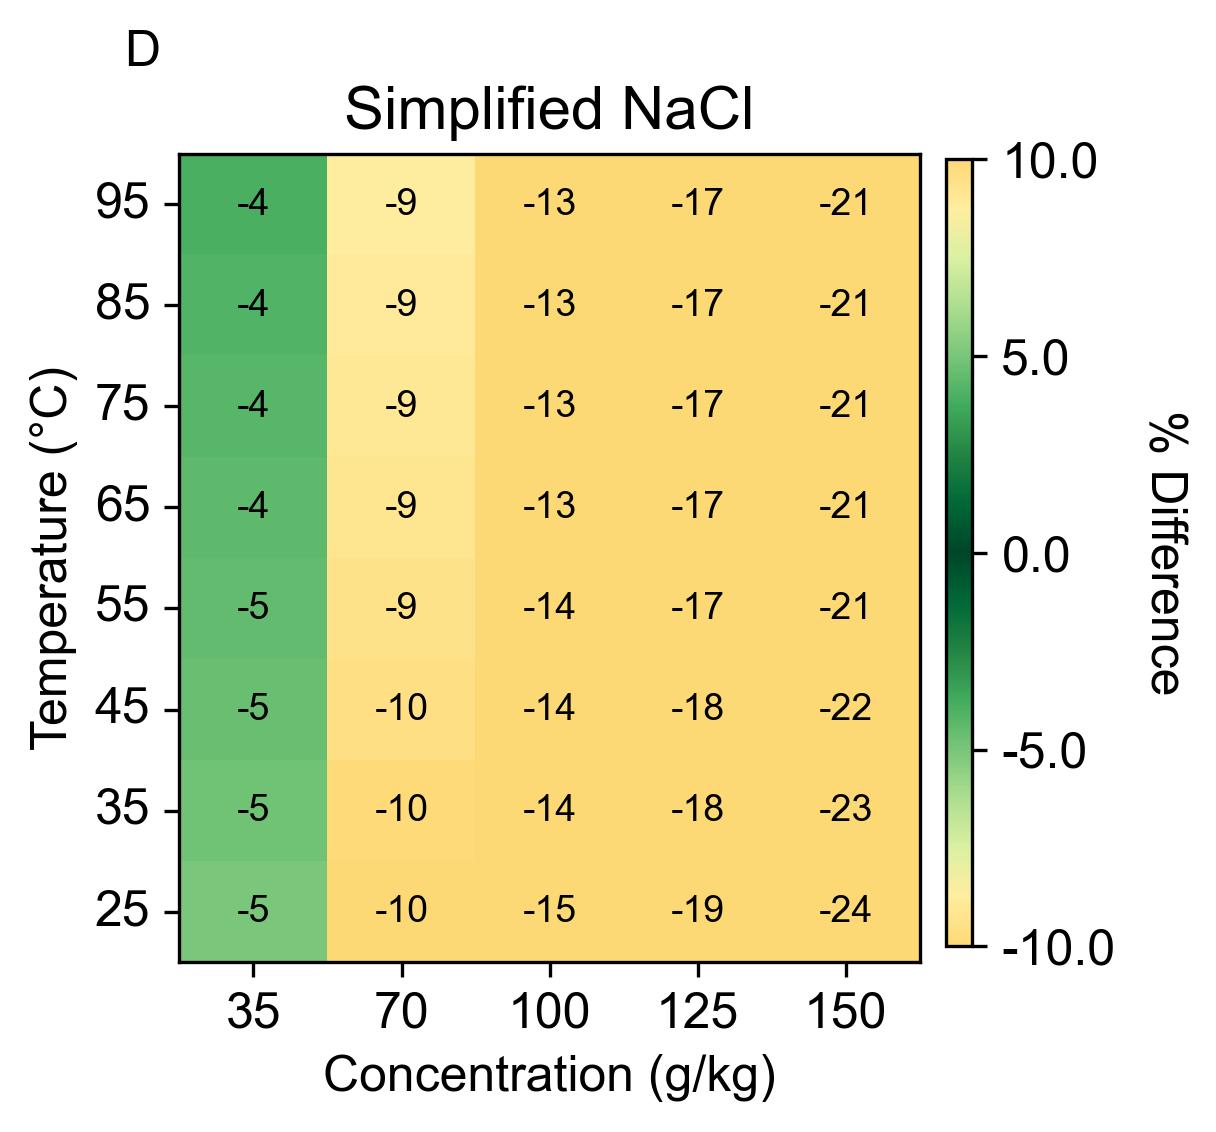 D
Simplified NaCl
95 -4 -9 -13 -17 -21
85 -4 -9 -13 -17 -21
75 -4 -9 -13 -17 -21
65 -4 -9 -13 -17 -21
55 -5 -9 -14 -17 -21
45 -5 -10 -14 -18 -22
35 -5 -10 -14 -18 -23
25 -5 -10 -15 -19 -24
35 70 100 125 150
Concentration (g/kg)
Temperature (°C)
10.0
5.0
0.0
-5.0
-10.0
% Difference